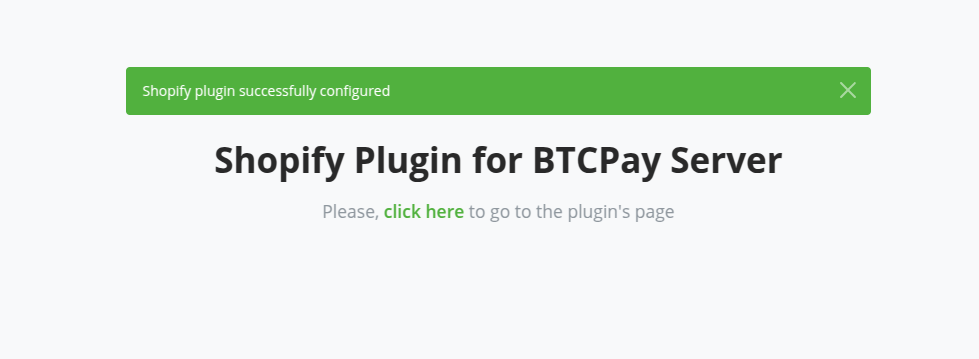 Shopify plugin successfully configured
Shopify Plugin for BTCPay Server
Please, click here to go to the plugin's page